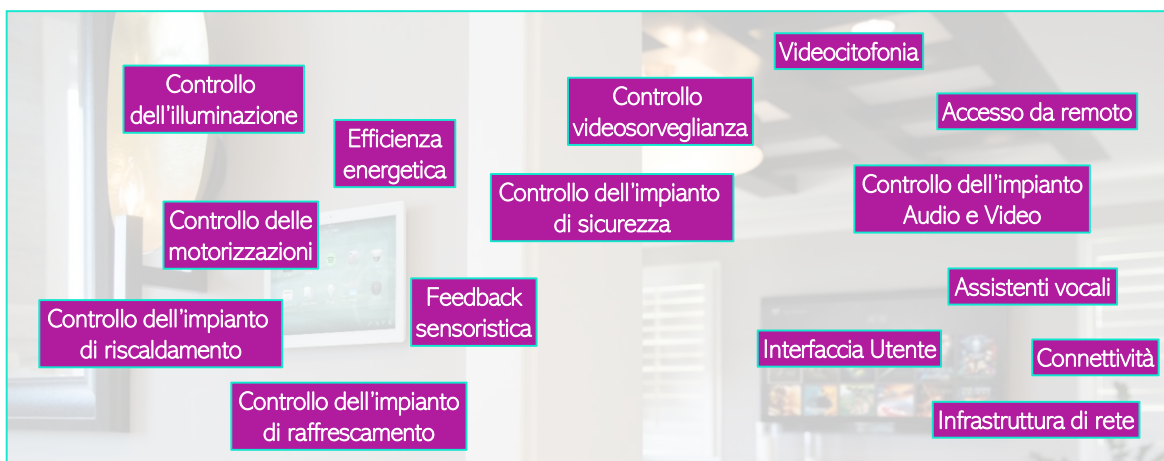 Videocitofonia
Controllo
dell'illuminazione
Controllo
videosorveglianza
Accesso da remoto
Efficienza
energetica
Controllo dell'impianto
di sicurezza
Controllo dell'impianto
Audio e Video
Controllo delle
motorizzazioni
Feedback
sensoristica
Assistenti vocali
Controllo dell'impianto
di riscaldamento
Interfaccia Utente
Connettività
Controllo dell'impianto
di raffrescamento
Infrastruttura di rete